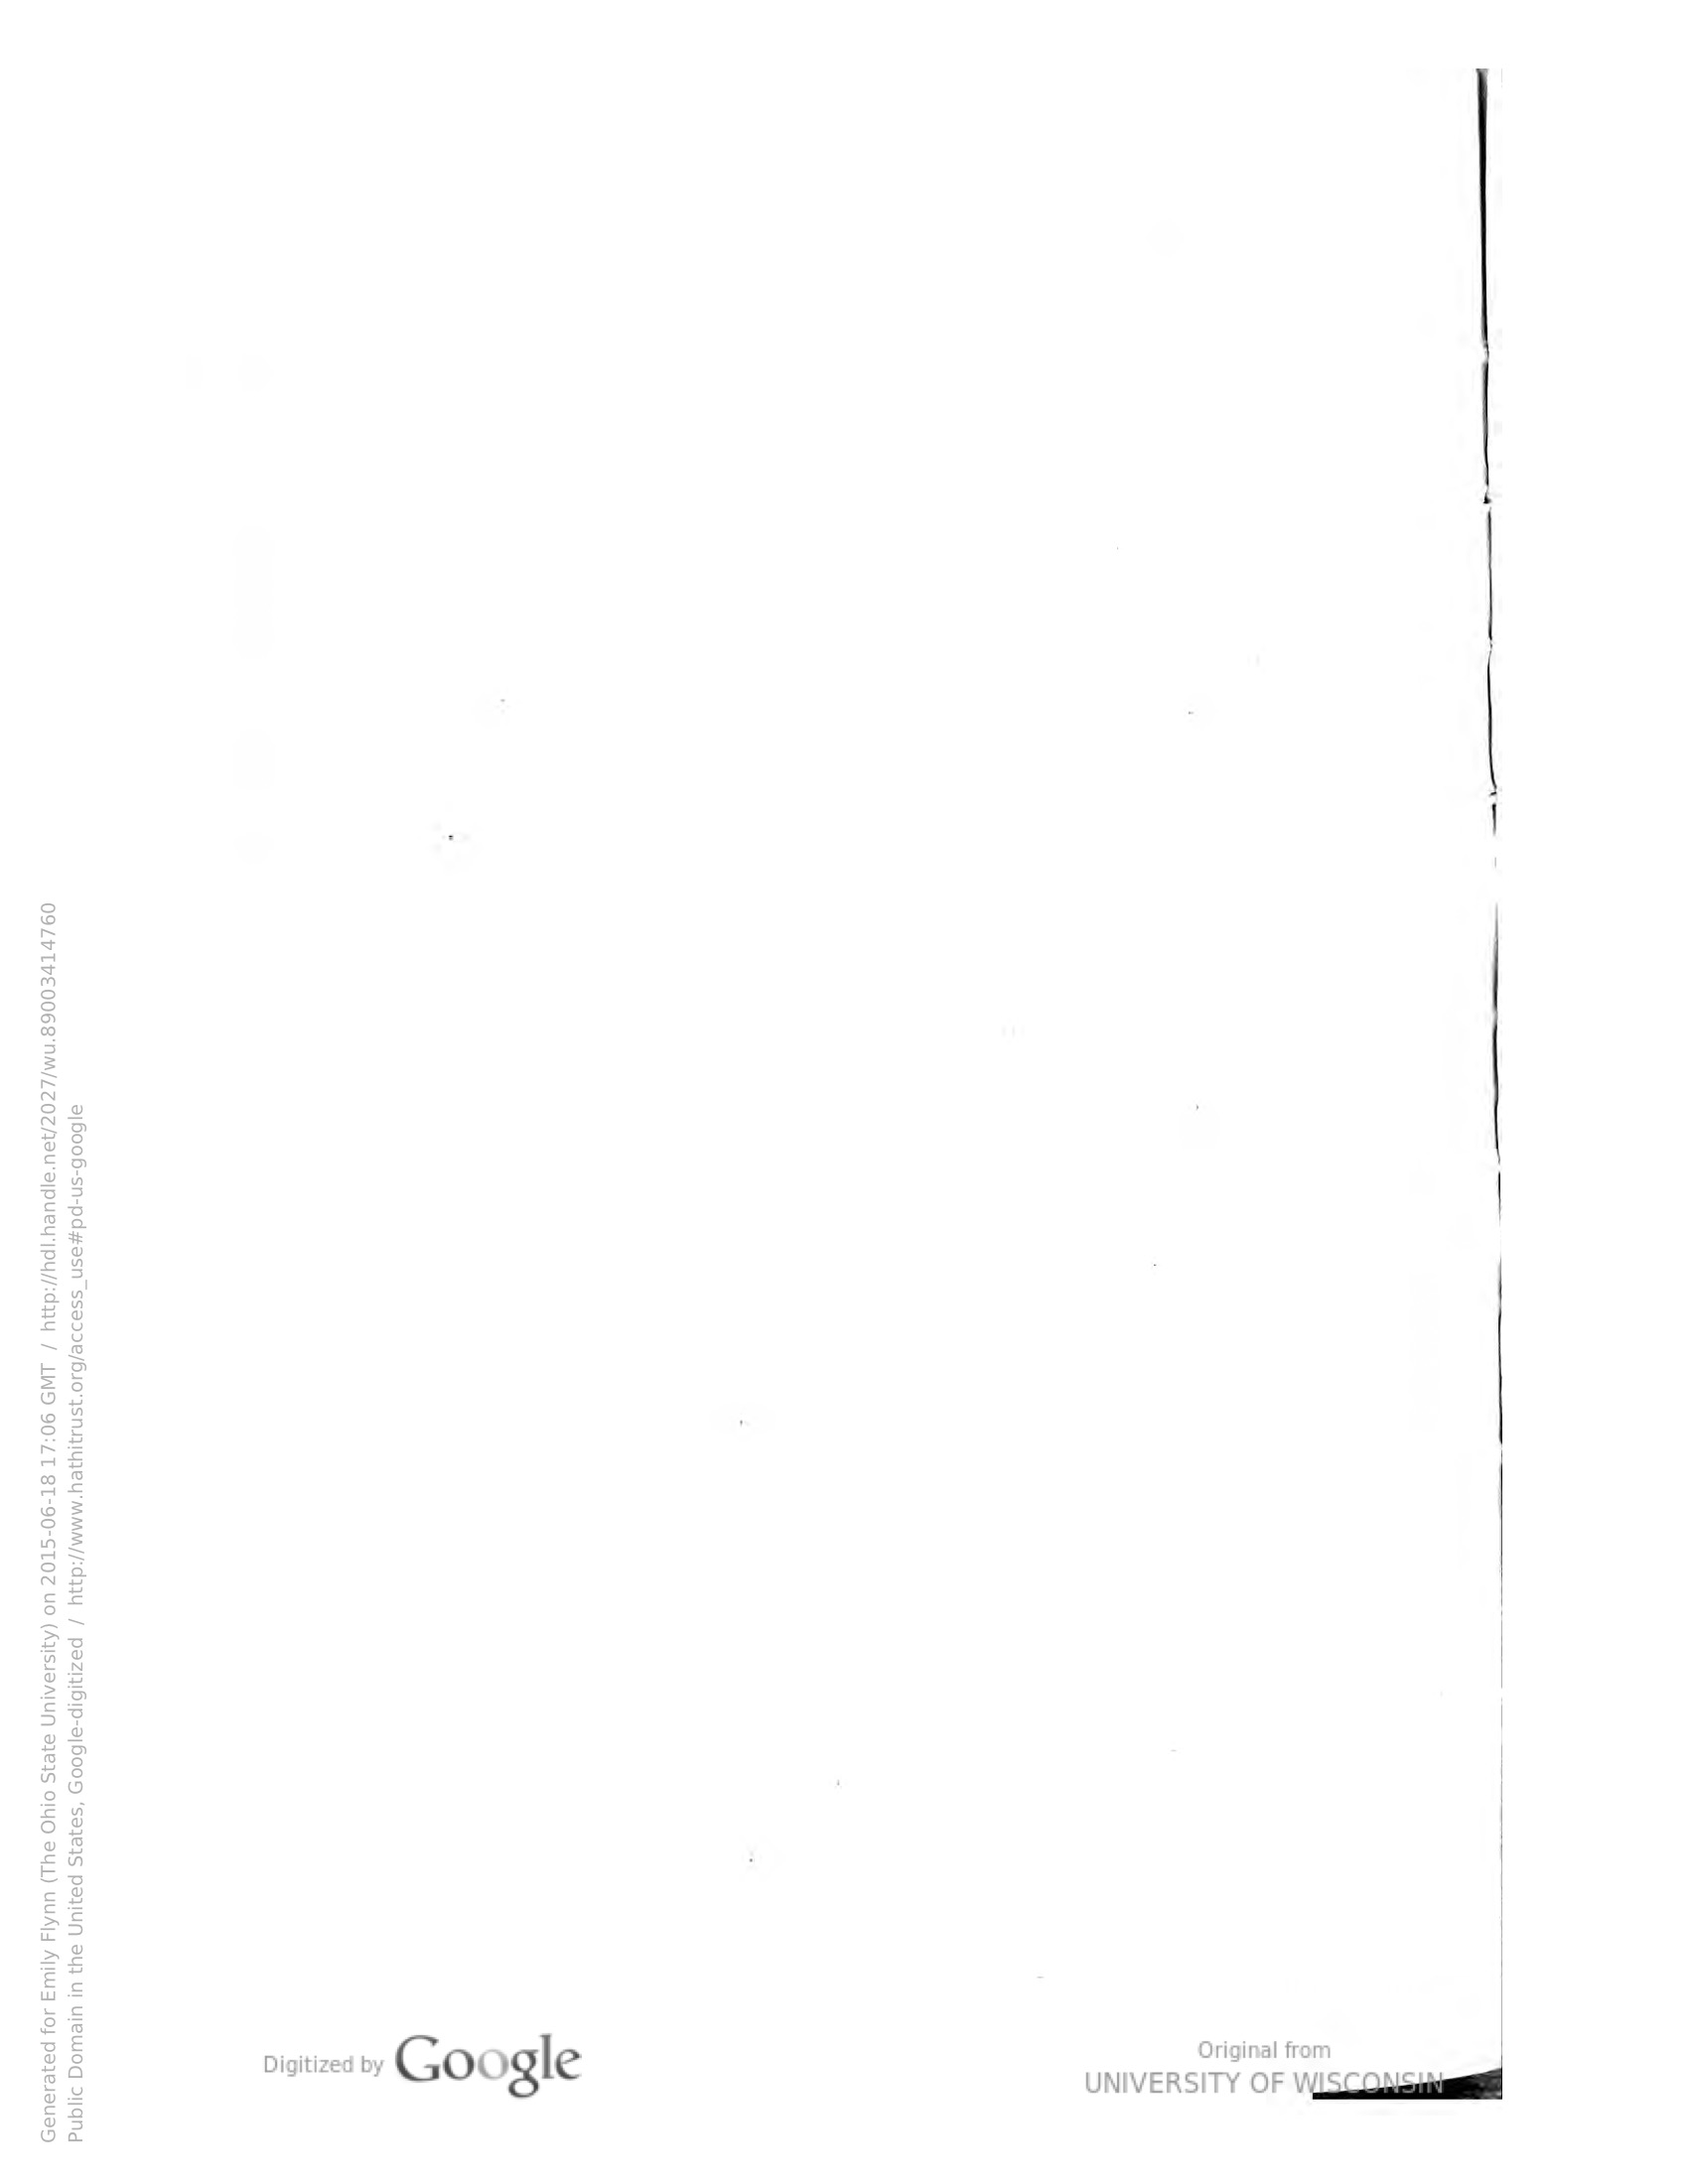 Generated for Emily Flynn (The Ohio State University) on 2015-06-18 17:06 GMT / http://hdl.handle.net/2027/wu.89003414760
Public Domain in the United States, Google-digitized / http://www.hathitrust.org/access_use#pd-us-google
Digitized by Google
Original from
UNIVERSITY OF WISCONSIN